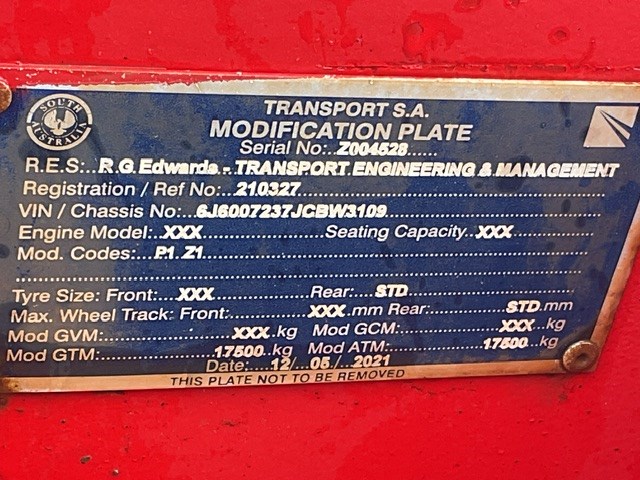 SOUTH AUSTRALIA
TRANSPORT S.A.
MODIFICATION PLATE
Serial No:..Z004528......
R.E.S:..R.G.Edwards.-.TRANSPORT ENGINEERING & MANAGEMENT
Registration / Ref No:..210327
VIN / Chassis No:..6J6007237JCBW3109
Engine Model:...XXX Seating Capacity..XXX
Mod. Codes:...P1 Z1
Tyre Size: Front:...XXX Rear:...STD
Max. Wheel Track: Front: XXX.mm Rear: STD.mm
Mod GVM: XXX..kg Mod GCM: XXX...kg
Mod GTM: 17500..kg Mod ATM: 17500..kg
Date:....12/...05/...2021
THIS PLATE NOT TO BE REMOVED